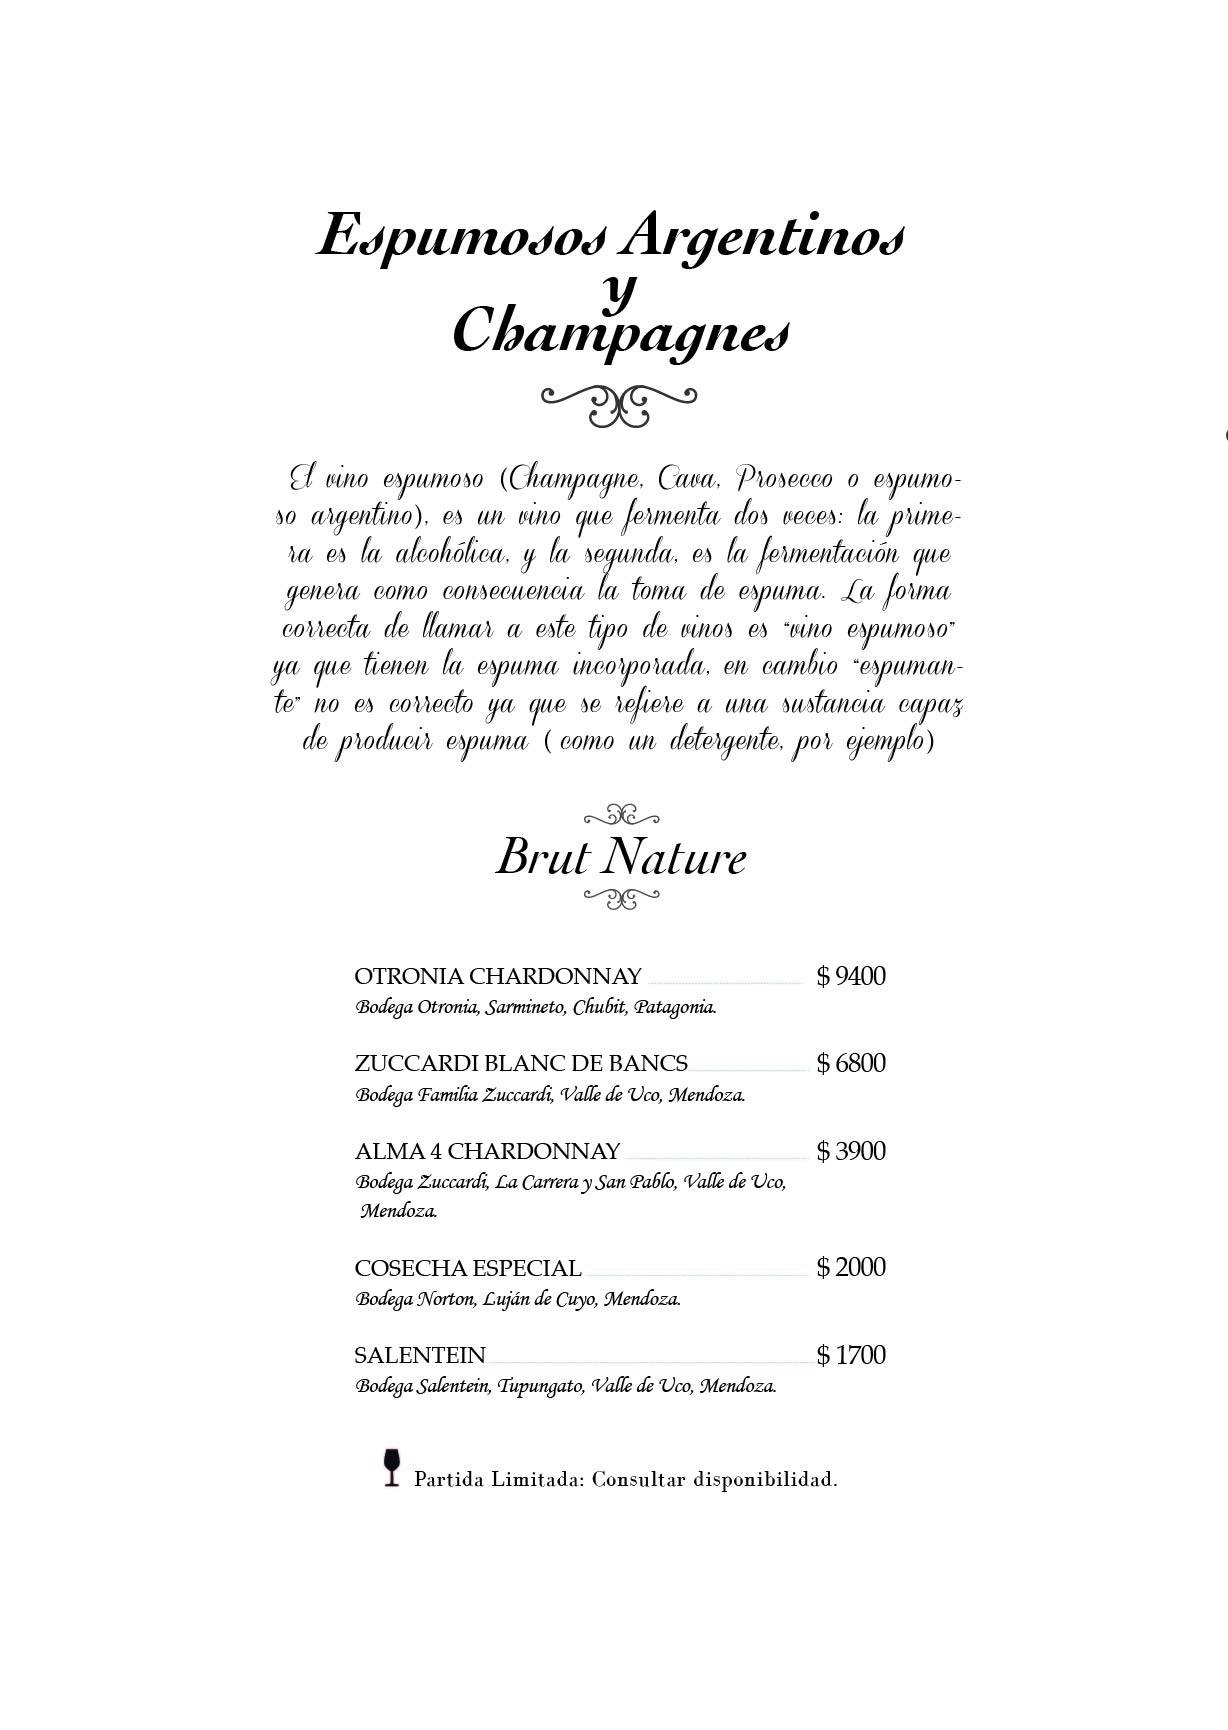 Espumosos Argentinos
y
Champagnes
El vino espumoso (Champagne, Cava, Prosecco o espumo-
so argentino), es un vino que fermenta dos veces: la prime-
ra es la alcohólica, y la segunda, es la fermentación que
genera como consecuencia la toma de espuma. La forma
correcta de llamar a este tipo de vinos es “vino espumoso”
ya que tienen la espuma incorporada, en cambio “espuman-
te” no es correcto ya que se refiere a una sustancia capaz
de producir espuma ( como un detergente, por ejemplo)
Brut Nature
OTRONIA CHARDONNAY $ 9400
Bodega Otronia, Sarmineto, Chubit, Patagonia.
ZUCCARDI BLANC DE BANCS $ 6800
Bodega Familia Zuccardi, Valle de Uco, Mendoza.
ALMA 4 CHARDONNAY $ 3900
Bodega Zuccardi, La Carrera y San Pablo, Valle de Uco,
Mendoza.
COSECHA ESPECIAL $ 2000
Bodega Norton, Luján de Cuyo, Mendoza.
SALENTEIN $ 1700
Bodega Salentein, Tupungato, Valle de Uco, Mendoza.
Partida Limitada: Consultar disponibilidad.